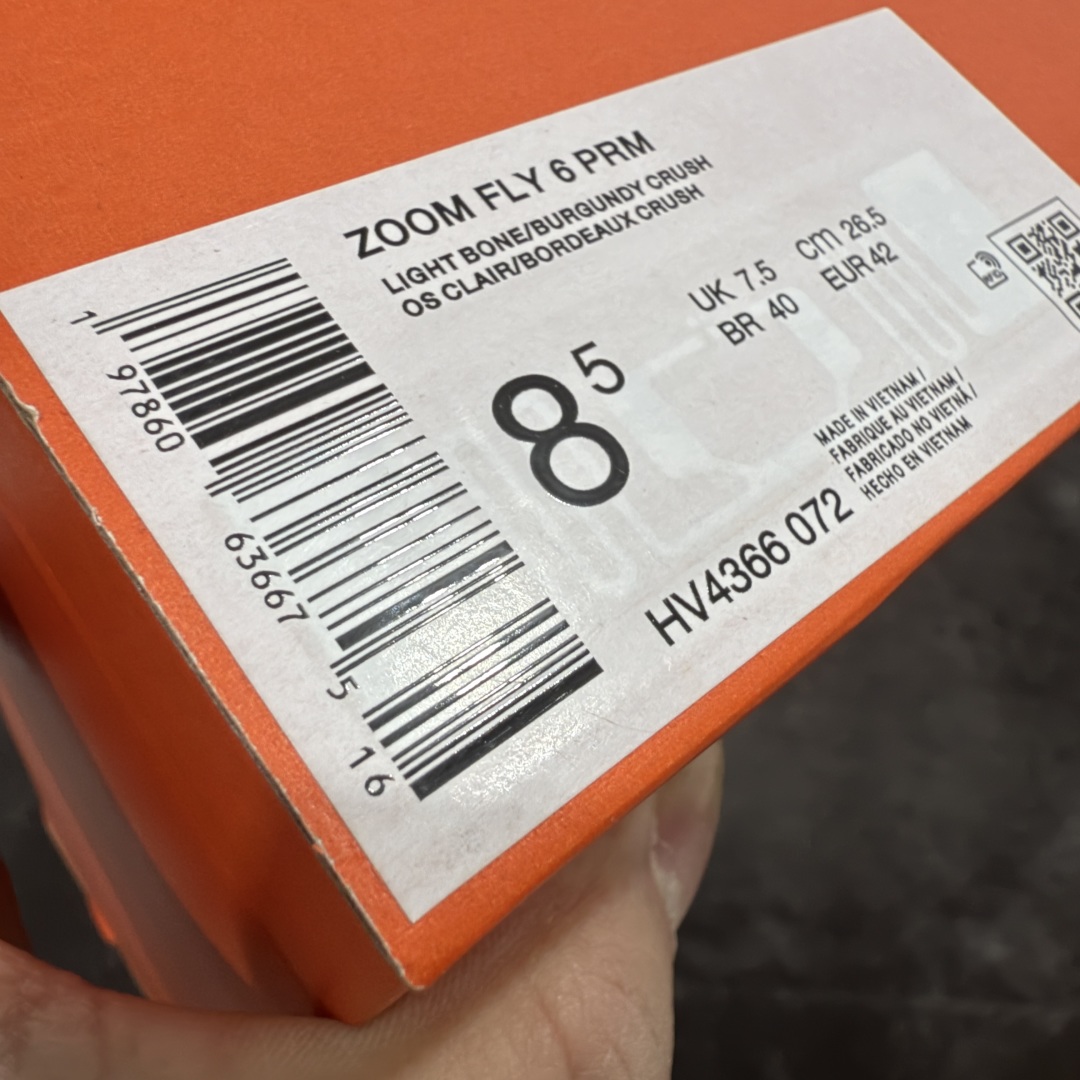 ZOOM FLY 6 PRM
LIGHT BONE/BURGUNDY CRUSH
OS CLAIR/BORDEAUX CRUSH
8 5
UK 7.5 cm 26.5
BR 40 EUR 42
MADE IN VIETNAM /
FABRIQUE AU VIETNAM /
FABRICADO NO VIETNÃ /
HECHO EN VIETNAM
HV4366 072
1 97860 63667 5 16